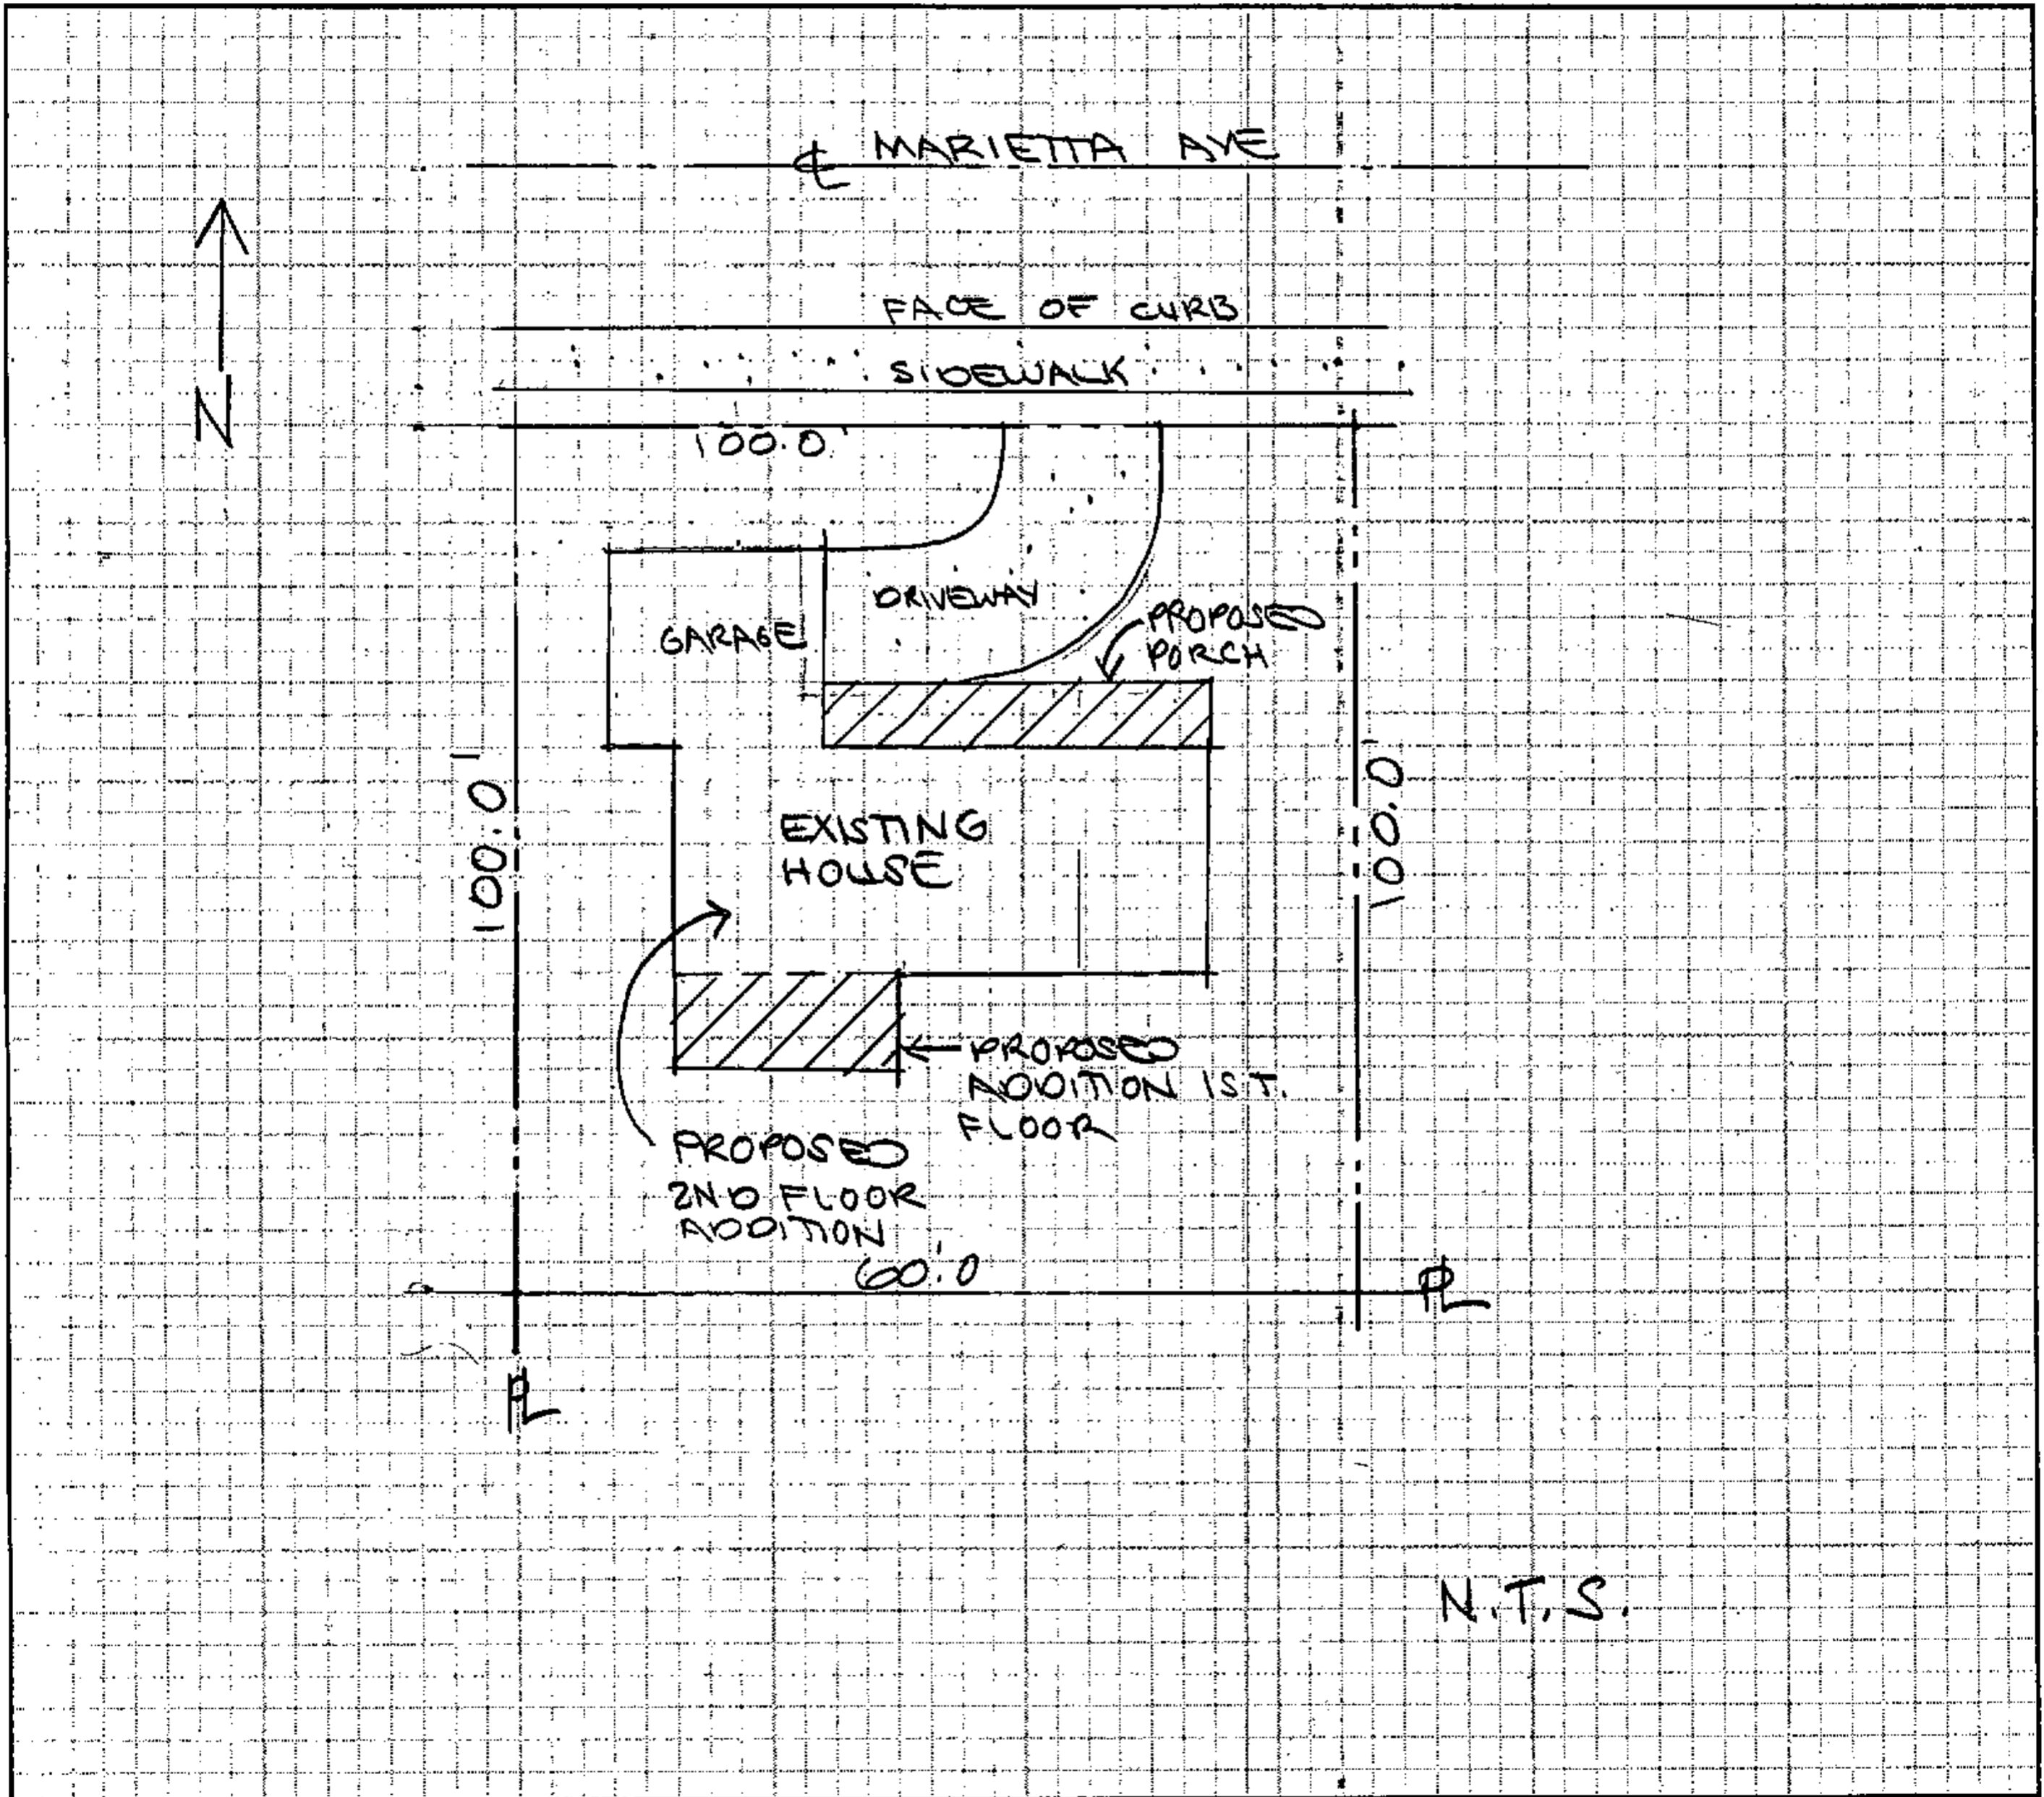 ℄ MARIETTA AVE
FACE OF CURB
SIDEWALK
N
100.0'
DRIVEWAY
GARAGE
PROPOSED
PORCH
100.0'
100.0'
EXISTING
HOUSE
PROPOSED
ADDITION 1ST.
FLOOR
PROPOSED
2ND FLOOR
ADDITION
60'.0
PL
PL
N.T.S.